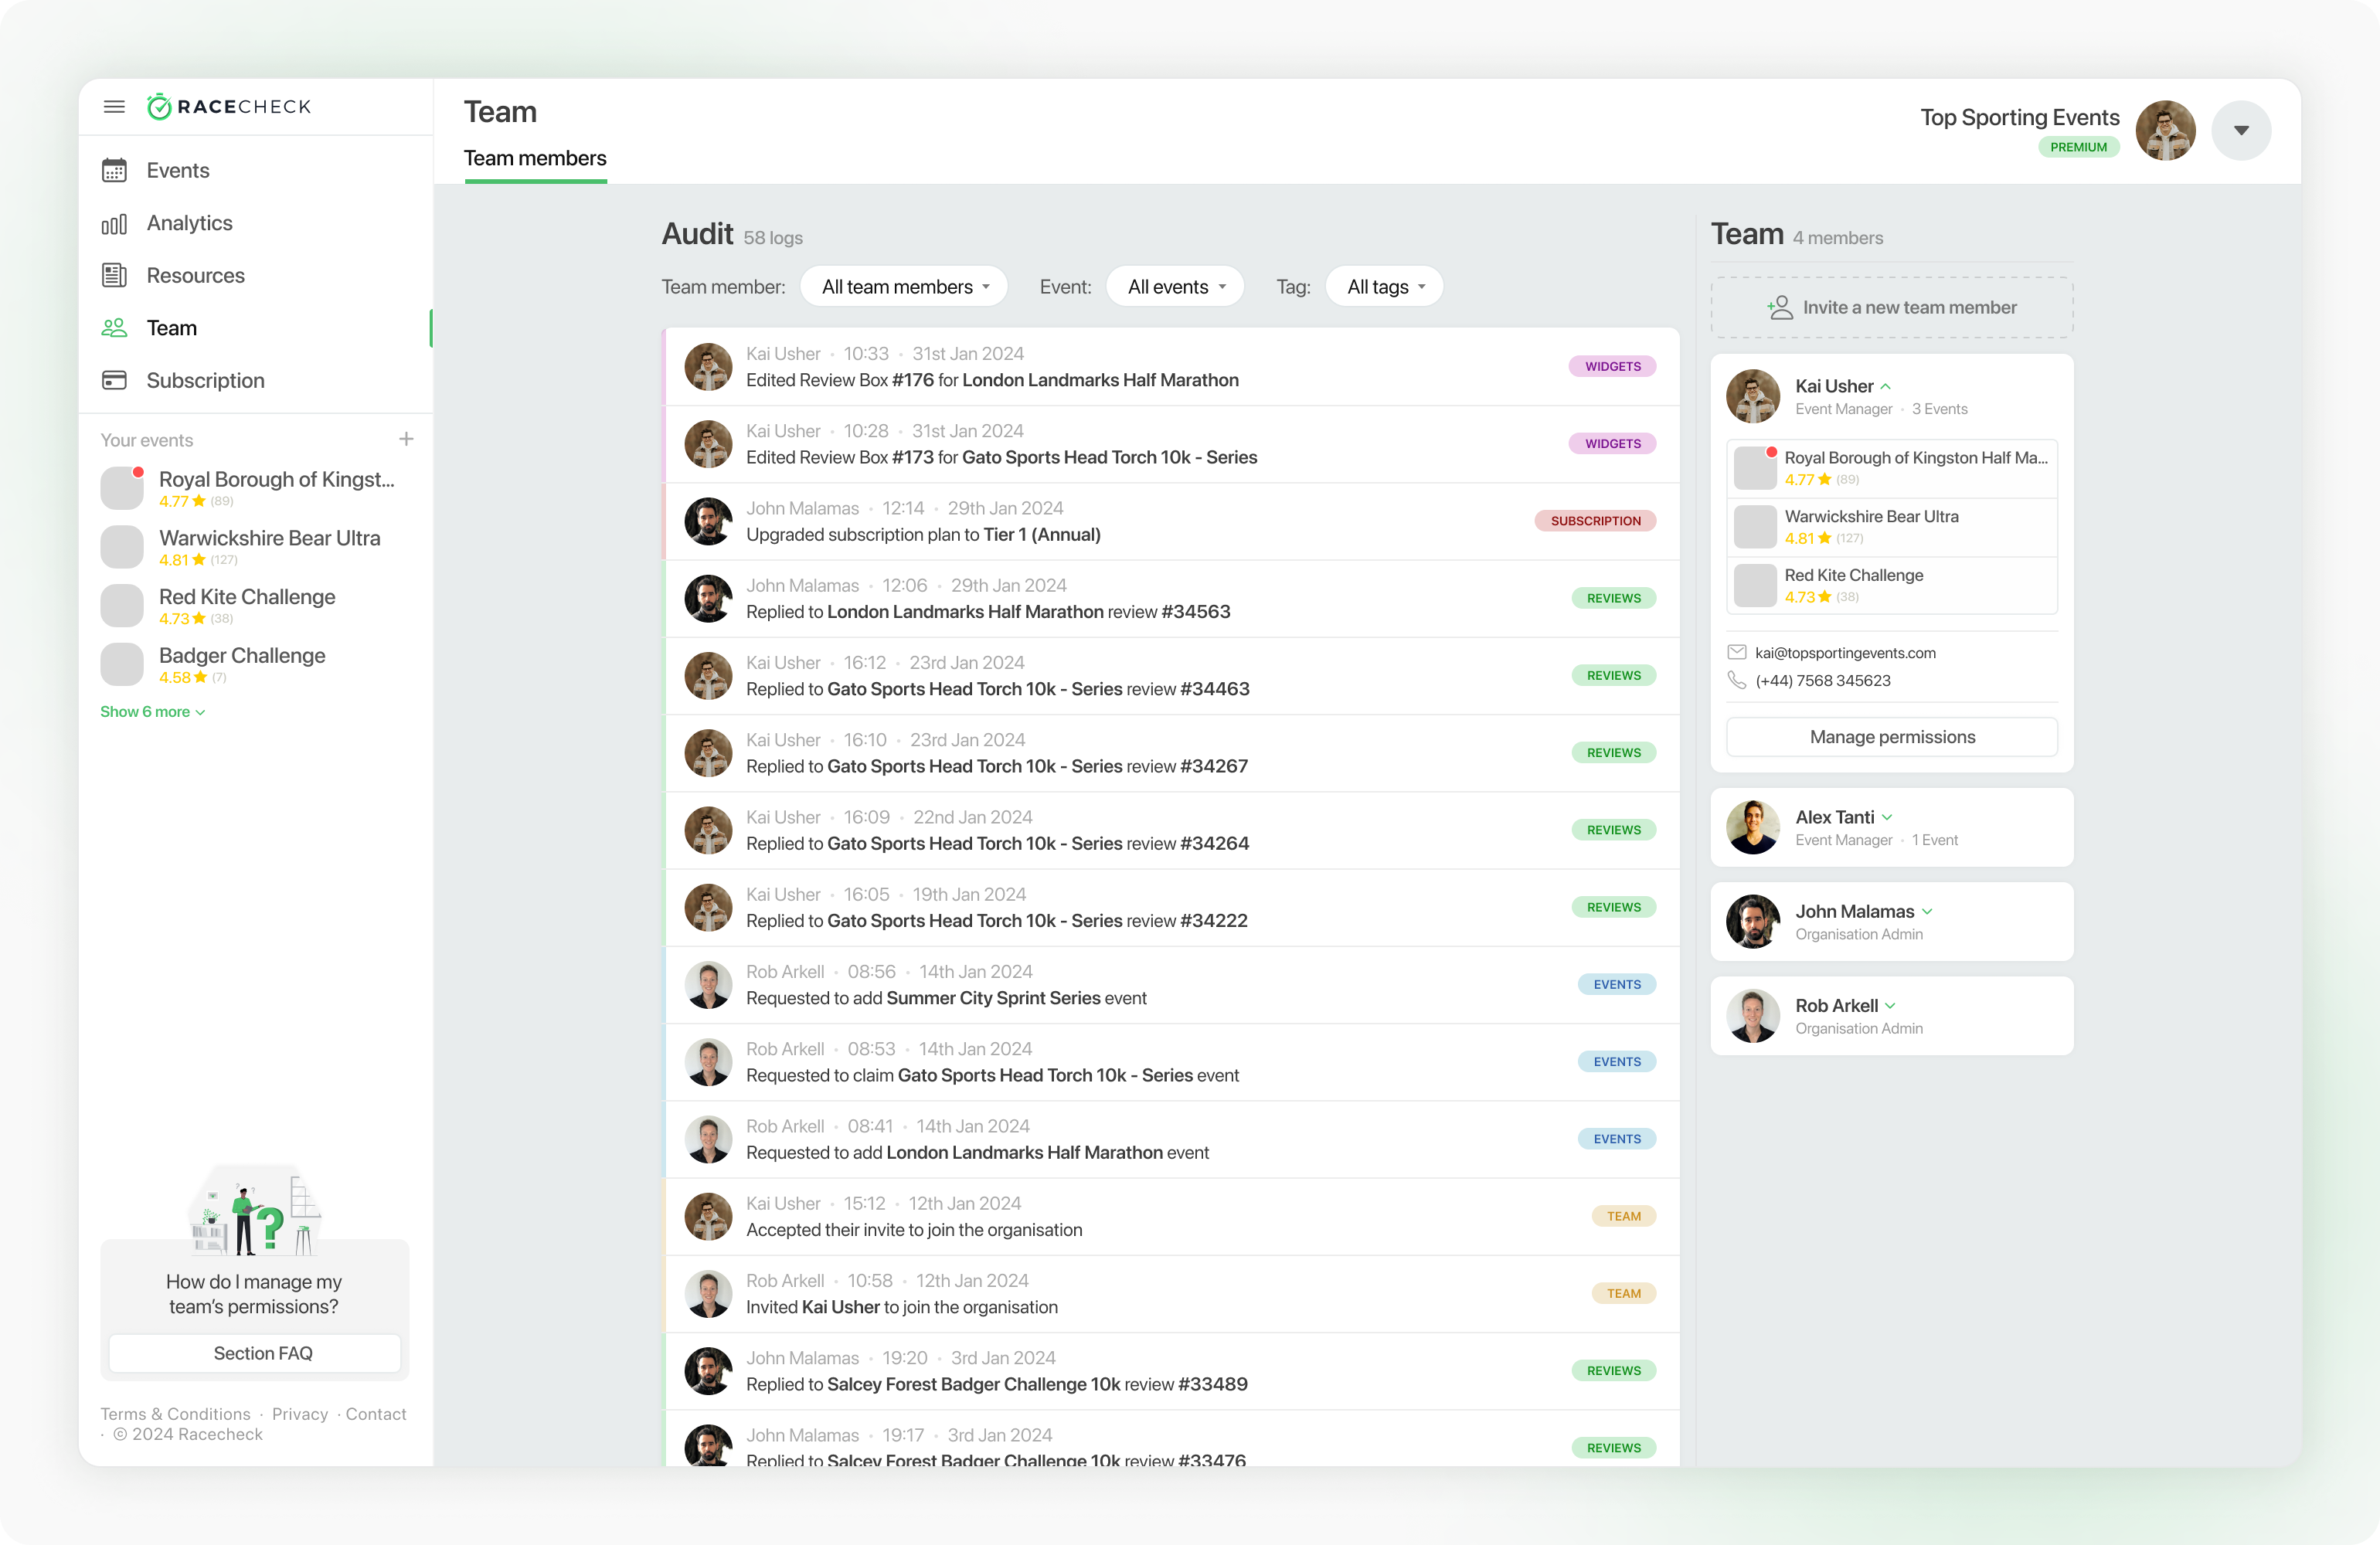 RACECHECK
Events
Analytics
Resources
Team
Subscription
Your events
Royal Borough of Kingst...
4.77 (89)
Warwickshire Bear Ultra
4.81 (127)
Red Kite Challenge
4.73 (38)
Badger Challenge
4.58 (7)
Show 6 more
How do I manage my
team's permissions?
Section FAQ
Terms & Conditions · Privacy · Contact
· © 2024 Racecheck
Team
Team members
Top Sporting Events
PREMIUM
Audit 58 logs
Team member: All team members Event: All events Tag: All tags
Kai Usher • 10:33 • 31st Jan 2024
Edited Review Box #176 for London Landmarks Half Marathon
WIDGETS
Kai Usher • 10:28 • 31st Jan 2024
Edited Review Box #173 for Gato Sports Head Torch 10k - Series
WIDGETS
John Malamas • 12:14 • 29th Jan 2024
Upgraded subscription plan to Tier 1 (Annual)
SUBSCRIPTION
John Malamas • 12:06 • 29th Jan 2024
Replied to London Landmarks Half Marathon review #34563
REVIEWS
Kai Usher • 16:12 • 23rd Jan 2024
Replied to Gato Sports Head Torch 10k - Series review #34463
REVIEWS
Kai Usher • 16:10 • 23rd Jan 2024
Replied to Gato Sports Head Torch 10k - Series review #34267
REVIEWS
Kai Usher • 16:09 • 22nd Jan 2024
Replied to Gato Sports Head Torch 10k - Series review #34264
REVIEWS
Kai Usher • 16:05 • 19th Jan 2024
Replied to Gato Sports Head Torch 10k - Series review #34222
REVIEWS
Rob Arkell • 08:56 • 14th Jan 2024
Requested to add Summer City Sprint Series event
EVENTS
Rob Arkell • 08:53 • 14th Jan 2024
Requested to claim Gato Sports Head Torch 10k - Series event
EVENTS
Rob Arkell • 08:41 • 14th Jan 2024
Requested to add London Landmarks Half Marathon event
EVENTS
Kai Usher • 15:12 • 12th Jan 2024
Accepted their invite to join the organisation
TEAM
Rob Arkell • 10:58 • 12th Jan 2024
Invited Kai Usher to join the organisation
TEAM
John Malamas • 19:20 • 3rd Jan 2024
Replied to Salcey Forest Badger Challenge 10k review #33489
REVIEWS
John Malamas • 19:17 • 3rd Jan 2024
Replied to Salcey Forest Badger Challenge 10k review #33476
REVIEWS
Team 4 members
Invite a new team member
Kai Usher
Event Manager • 3 Events
Royal Borough of Kingston Half Ma...
4.77 (89)
Warwickshire Bear Ultra
4.81 (127)
Red Kite Challenge
4.73 (38)
kai@topsportingevents.com
(+44) 7568 345623
Manage permissions
Alex Tanti
Event Manager • 1 Event
John Malamas
Organisation Admin
Rob Arkell
Organisation Admin